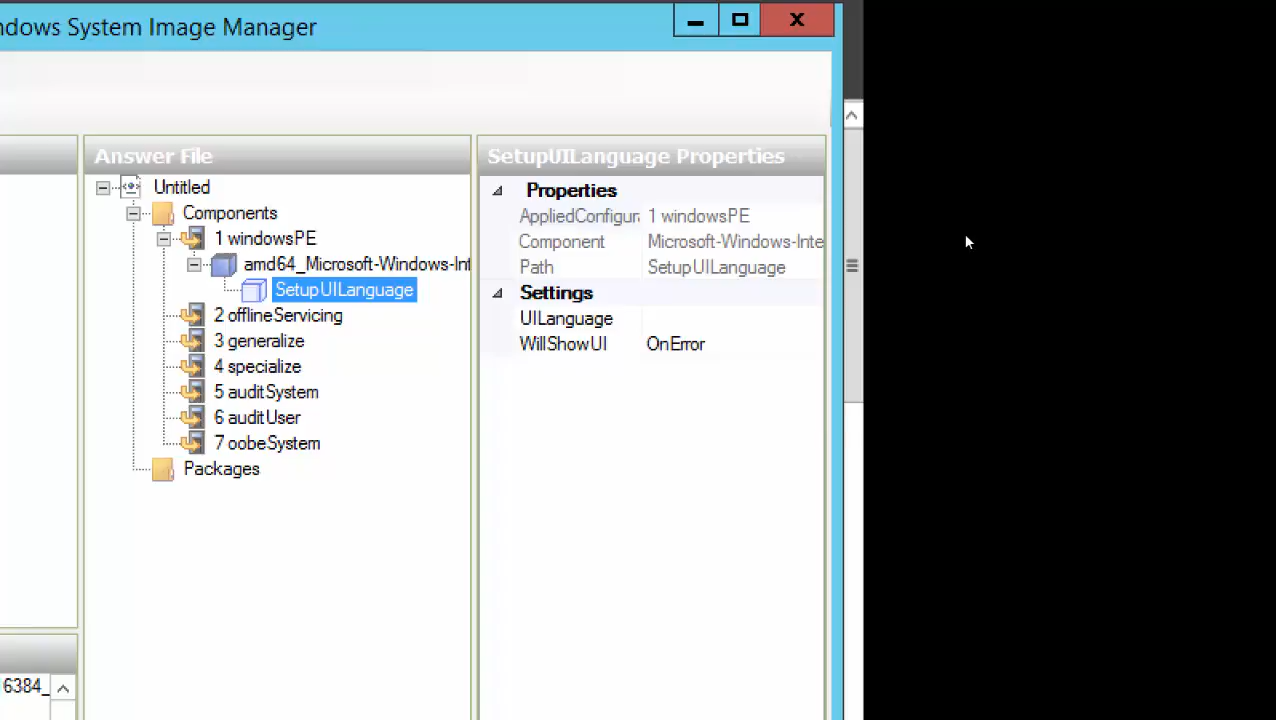 ndows System Image Manager
Answer File
Untitled
Components
1 windowsPE
amd64_Microsoft-Windows-Int
SetupUILanguage
2 offlineServicing
3 generalize
4 specialize
5 auditSystem
6 auditUser
7 oobeSystem
Packages
SetupUILanguage Properties
Properties
AppliedConfigura 1 windowsPE
Component Microsoft-Windows-Inte
Path SetupUILanguage
Settings
UILanguage
WillShowUI OnError
6384_